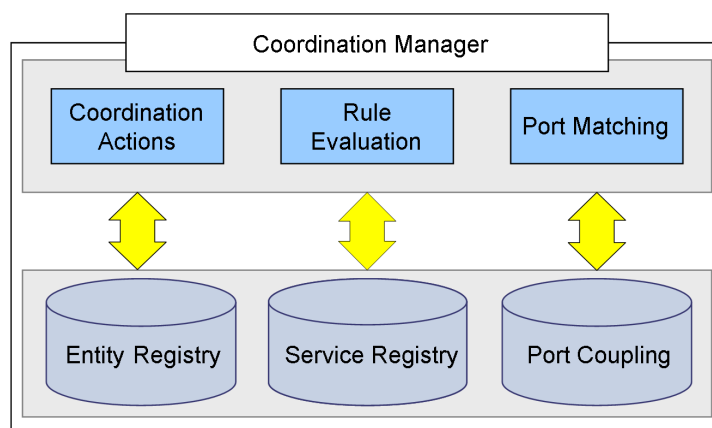 Coordination Manager
Coordination
Actions
Rule
Evaluation
Port Matching
Entity Registry
Service Registry
Port Coupling